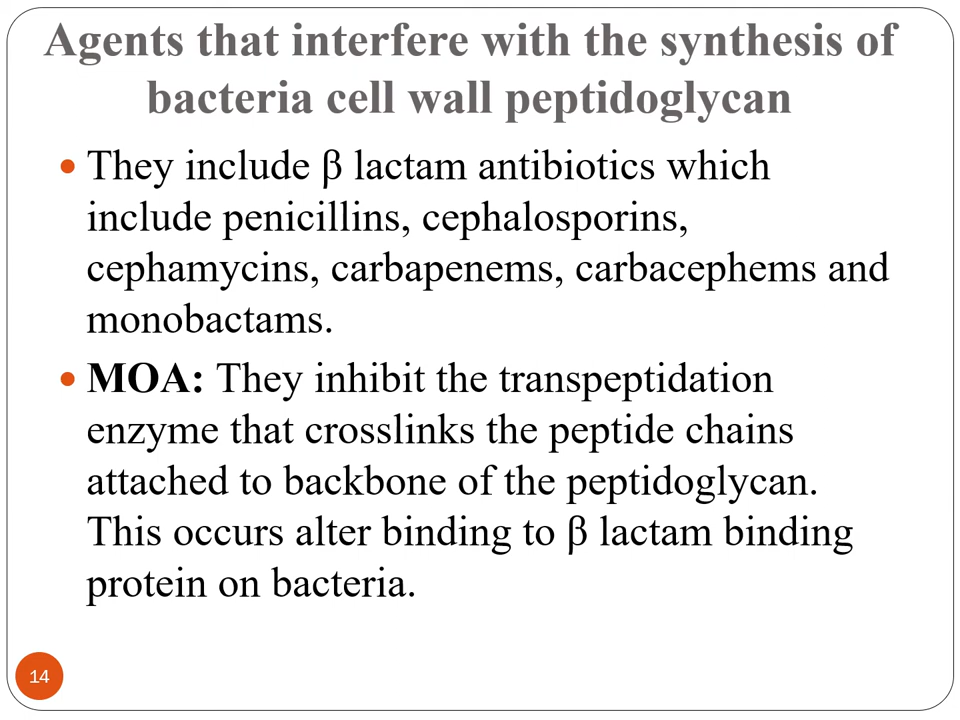 Agents that interfere with the synthesis of
bacteria cell wall peptidoglycan
• They include β lactam antibiotics which
include penicillins, cephalosporins,
cephamycins, carbapenems, carbacephems and
monobactams.
• MOA: They inhibit the transpeptidation
enzyme that crosslinks the peptide chains
attached to backbone of the peptidoglycan.
This occurs alter binding to β lactam binding
protein on bacteria.
14